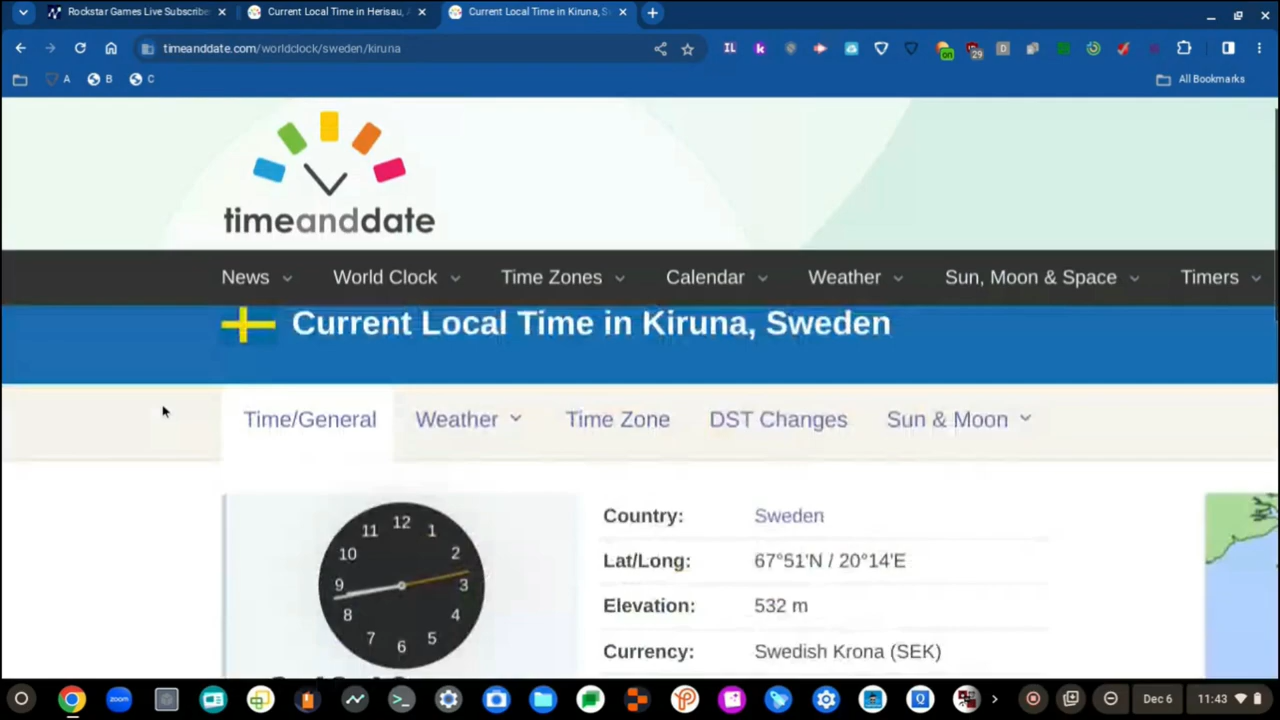 Rockstar Games Live Subscribe
Current Local Time in Herisau,
Current Local Time in Kiruna, S
timeanddate.com/worldclock/sweden/kiruna
IL
k
on
29
D
A
B
C
All Bookmarks
timeanddate
News
World Clock
Time Zones
Calendar
Weather
Sun, Moon & Space
Timers
Current Local Time in Kiruna, Sweden
Time/General
Weather
Time Zone
DST Changes
Sun & Moon
12
11
1
10
2
9
3
8
4
7
5
6
Country: Sweden
Lat/Long: 67°51'N / 20°14'E
Elevation: 532 m
Currency: Swedish Krona (SEK)
zoom
Q
Dec 6
11:43